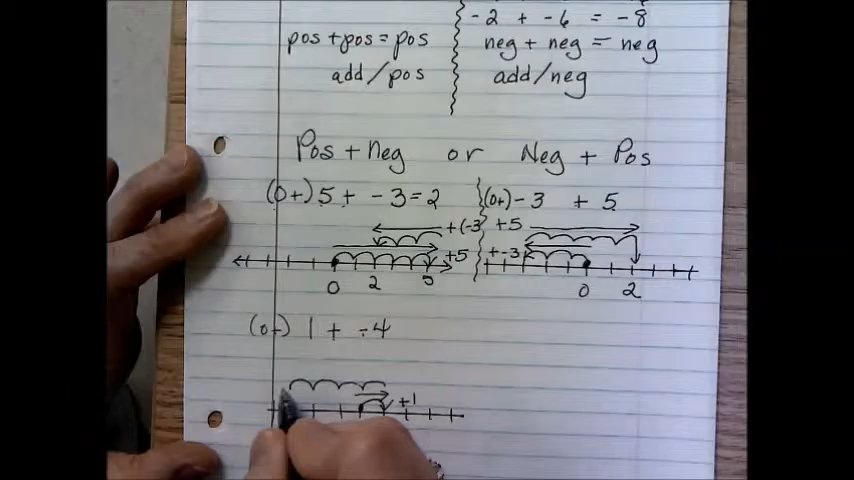 -2 + -6 = -8
pos + pos = pos
neg + neg = neg
add/pos
add/neg
Pos + neg or Neg + Pos
(0+) 5 + -3 = 2
(0+) -3 + 5
+(-3
+5
+5
+-3
0 2 5
0 2
(0+) 1 + -4
+1